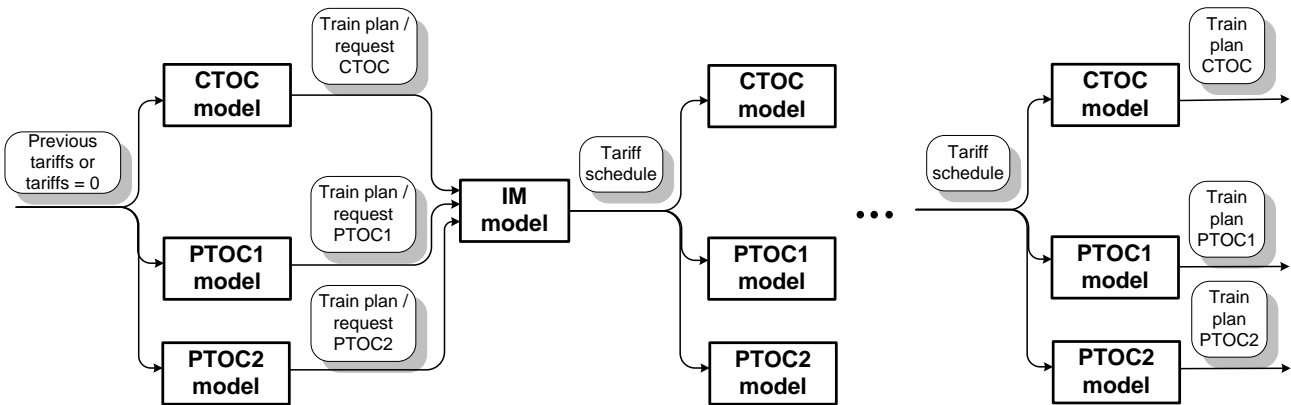 Previous
tariffs or
tariffs = 0
CTOC
model
PTOC1
model
PTOC2
model
Train plan /
request
CTOC
Train plan /
request
PTOC1
Train plan /
request
PTOC2
IM
model
Tariff
schedule
CTOC
model
PTOC1
model
PTOC2
model
...
Tariff
schedule
CTOC
model
PTOC1
model
PTOC2
model
Train
plan
CTOC
Train
plan
PTOC1
Train
plan
PTOC2